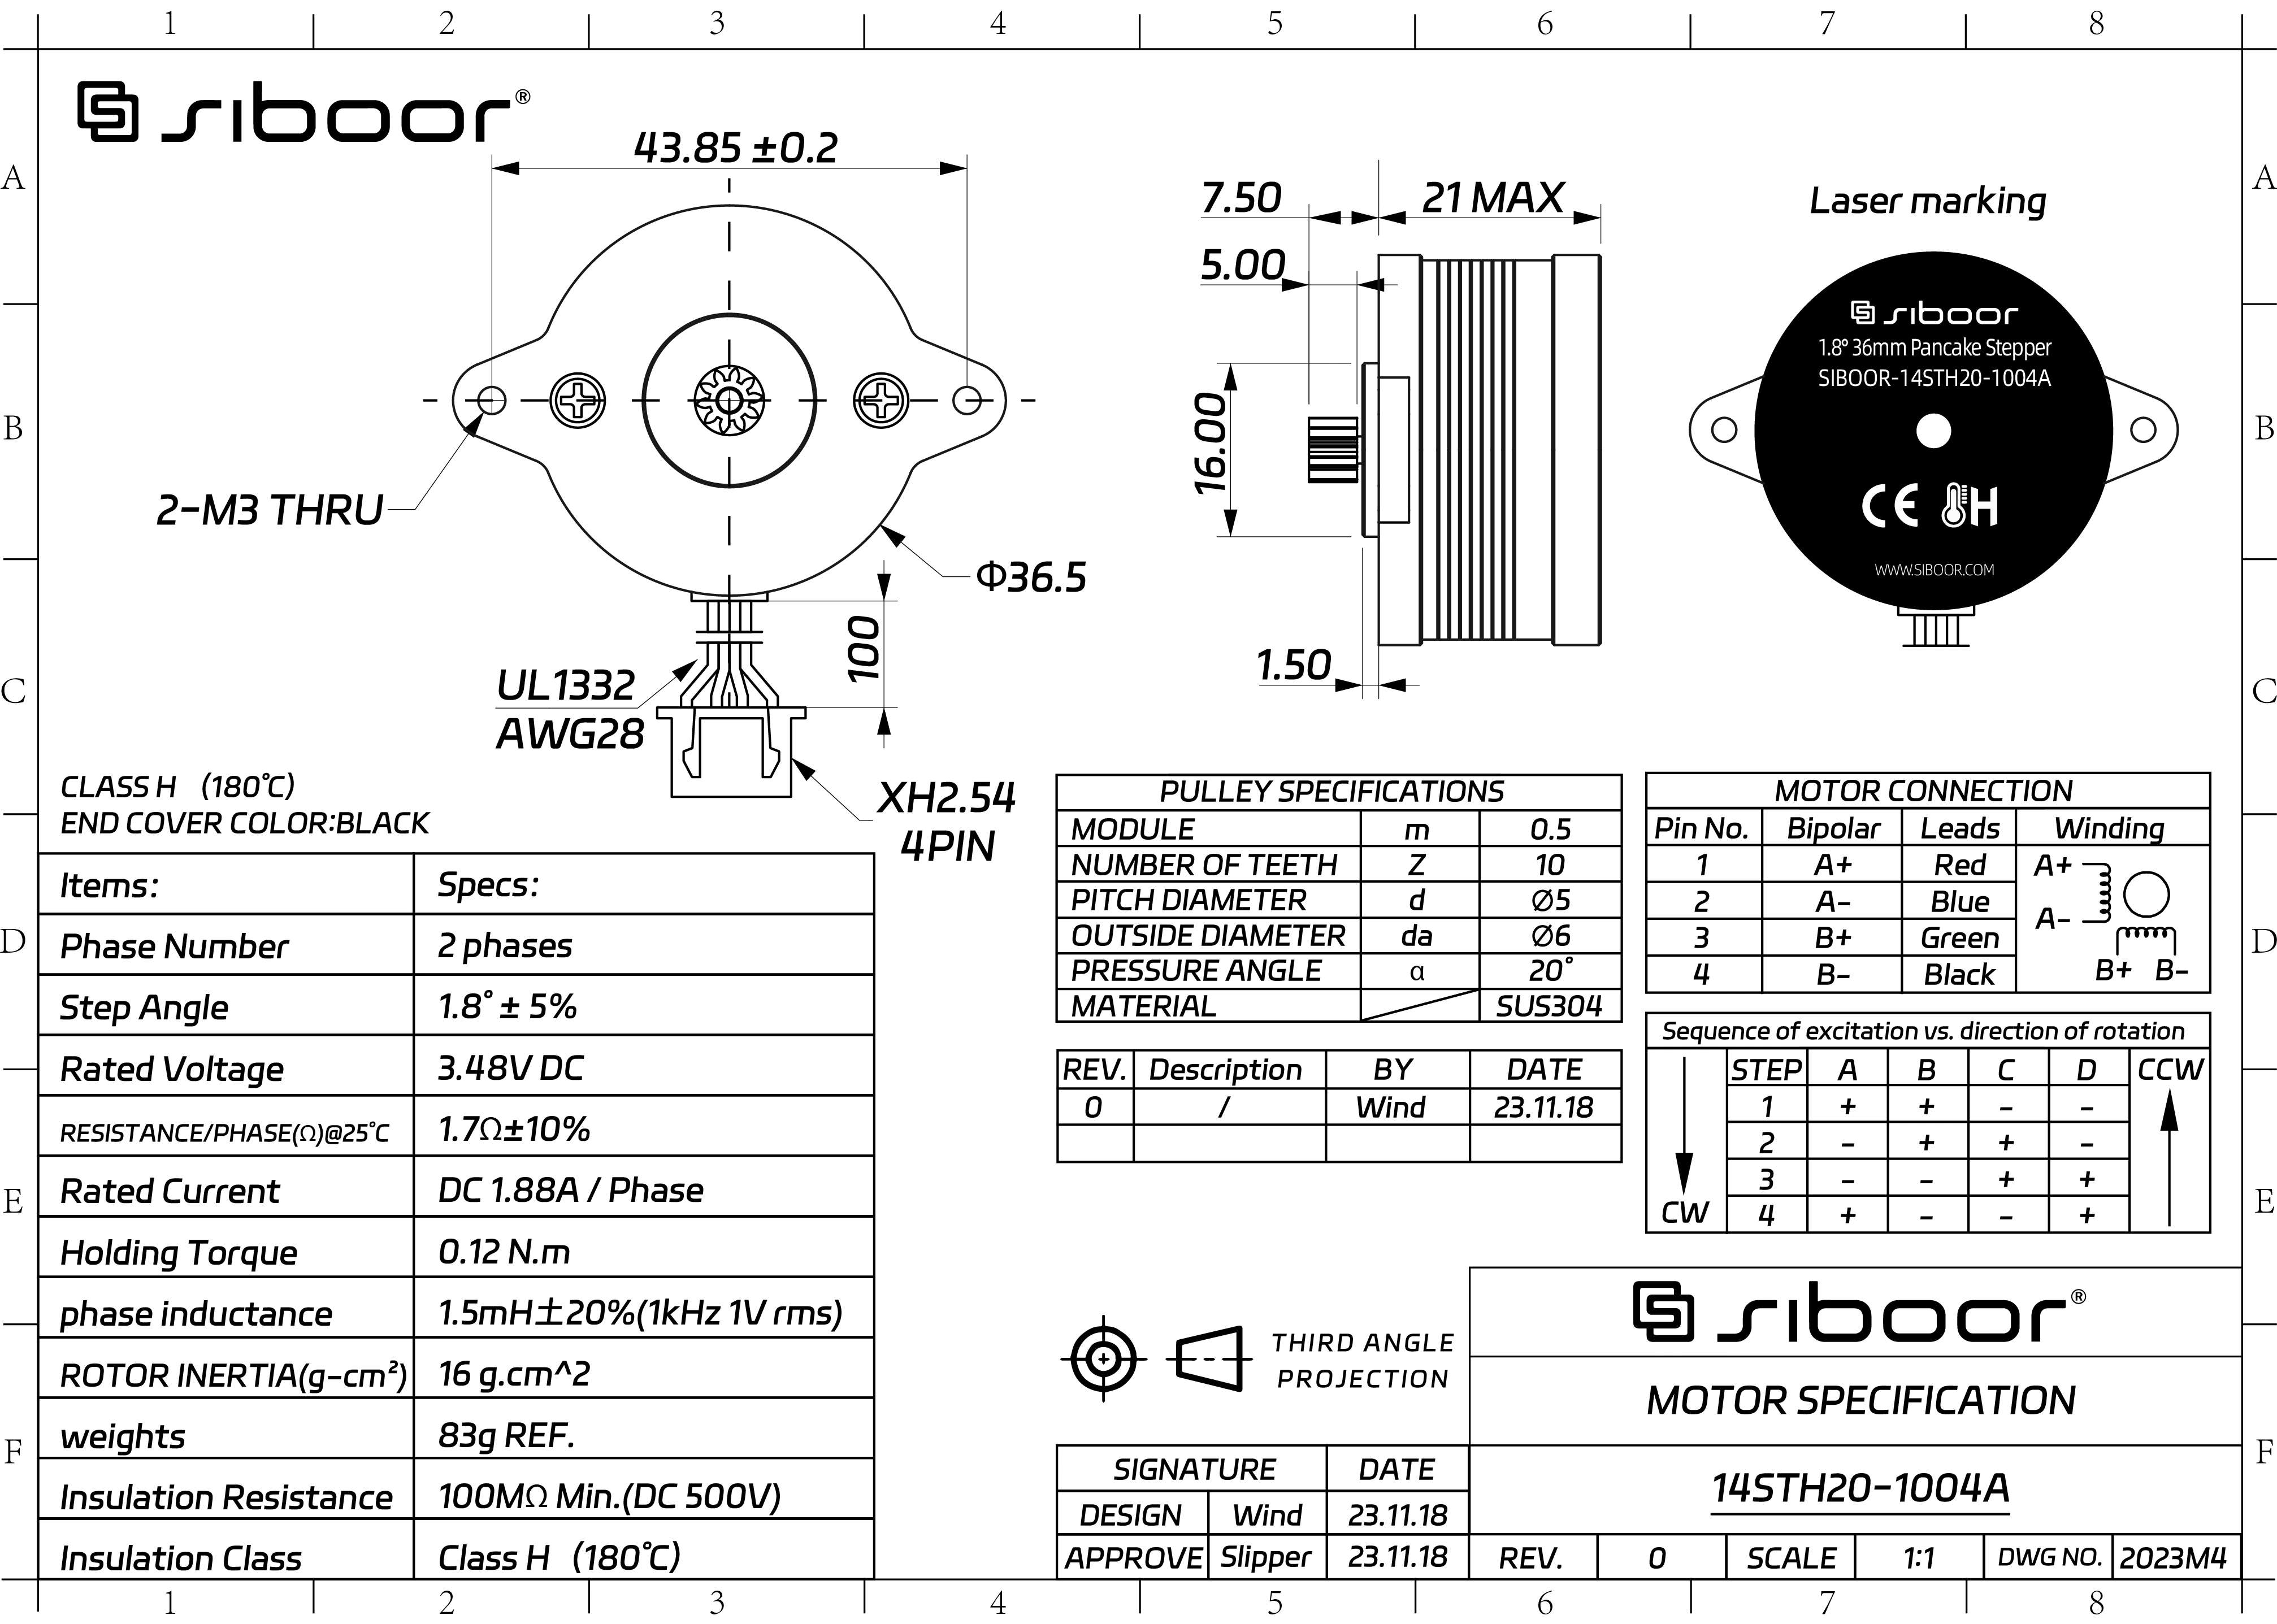 1 2 3 4 5 6 7 8
A A
B B
C C
D D
E E
F F
siboor®
43.85 ±0.2
2-M3 THRU
Φ36.5
100
UL1332
AWG28
XH2.54
4PIN
7.50
21 MAX
5.00
16.00
1.50
Laser marking
siboor
1.8° 36mm Pancake Stepper
SIBOOR-14STH20-1004A
CE H
WWW.SIBOOR.COM
CLASS H (180℃)
END COVER COLOR:BLACK
Items: Specs:
Phase Number 2 phases
Step Angle 1.8° ± 5%
Rated Voltage 3.48V DC
RESISTANCE/PHASE(Ω)@25℃ 1.7Ω±10%
Rated Current DC 1.88A / Phase
Holding Torque 0.12 N.m
phase inductance 1.5mH±20%(1kHz 1V rms)
ROTOR INERTIA(g-cm²) 16 g.cm^2
weights 83g REF.
Insulation Resistance 100MΩ Min.(DC 500V)
Insulation Class Class H (180℃)
PULLEY SPECIFICATIONS
MODULE m 0.5
NUMBER OF TEETH Z 10
PITCH DIAMETER d ∅5
OUTSIDE DIAMETER da ∅6
PRESSURE ANGLE α 20°
MATERIAL SUS304
REV. Description BY DATE
0 / Wind 23.11.18
MOTOR CONNECTION
Pin No. Bipolar Leads Winding
1 A+ Red
2 A- Blue
3 B+ Green
4 B- Black
A+
A-
B+ B-
Sequence of excitation vs. direction of rotation
STEP A B C D CCW
1 + + - -
2 - + + -
3 - - + +
CW 4 + - - +
THIRD ANGLE
PROJECTION
siboor®
MOTOR SPECIFICATION
14STH20-1004A
SIGNATURE DATE
DESIGN Wind 23.11.18
APPROVE Slipper 23.11.18
REV. 0 SCALE 1:1 DWG NO. 2023M4
1 2 3 4 5 6 7 8